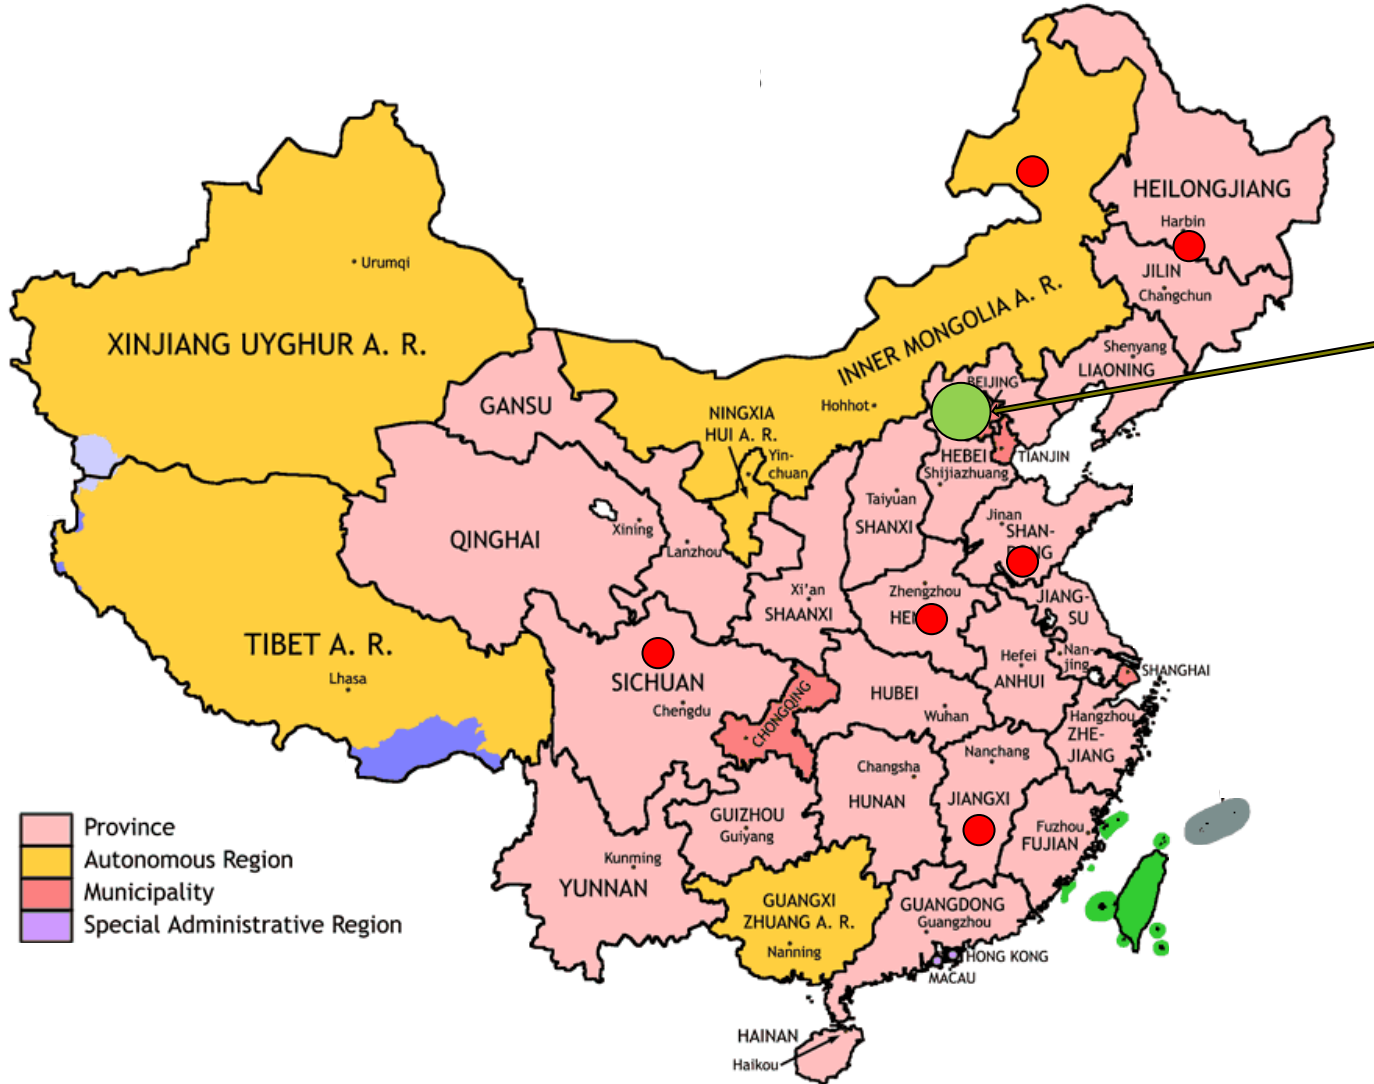 HEILONGJIANG
Harbin
JILIN
Changchun
Urumqi
XINJIANG UYGHUR A. R.
INNER MONGOLIA A. R.
Shenyang
LIAONING
BEIJING
GANSU
Hohhot
NINGXIA
HUI A. R.
Yin-
chuan
HEBEI
TIANJIN
Shijiazhuang
Taiyuan
SHANXI
Jinan
SHAN-
QINGHAI
Xining
Lanzhou
Xi'an
SHAANXI
Zhengzhou
JIANG-
SU
TIBET A. R.
Lhasa
SICHUAN
Chengdu
CHONGQING
HUBEI
Wuhan
Hefei
ANHUI
Nan-
jing
SHANGHAI
Hangzhou
ZHE-
JIANG
Nanchang
Changsha
HUNAN
JIANGXI
GUIZHOU
Guiyang
Fuzhou
FUJIAN
Kunming
YUNNAN
GUANGXI
ZHUANG A. R.
Nanning
GUANGDONG
Guangzhou
HONG KONG
MACAU
HAINAN
Haikou
Province
Autonomous Region
Municipality
Special Administrative Region